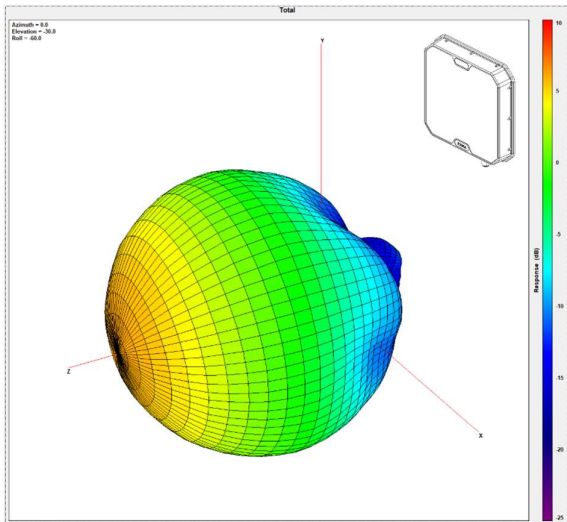 Total
Azimuth = 0.0
Elevation = -30.0
Roll = -60.0
Y
Z
X
10
5
0
-5
-10
-15
-20
-25
Response (dB)